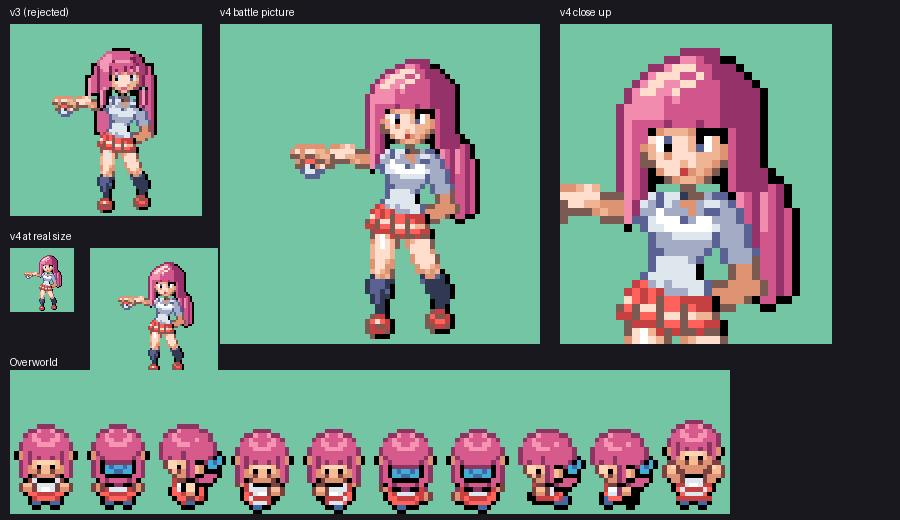 v3 (rejected)
v4 battle picture
v4 close up
v4 at real size
Overworld